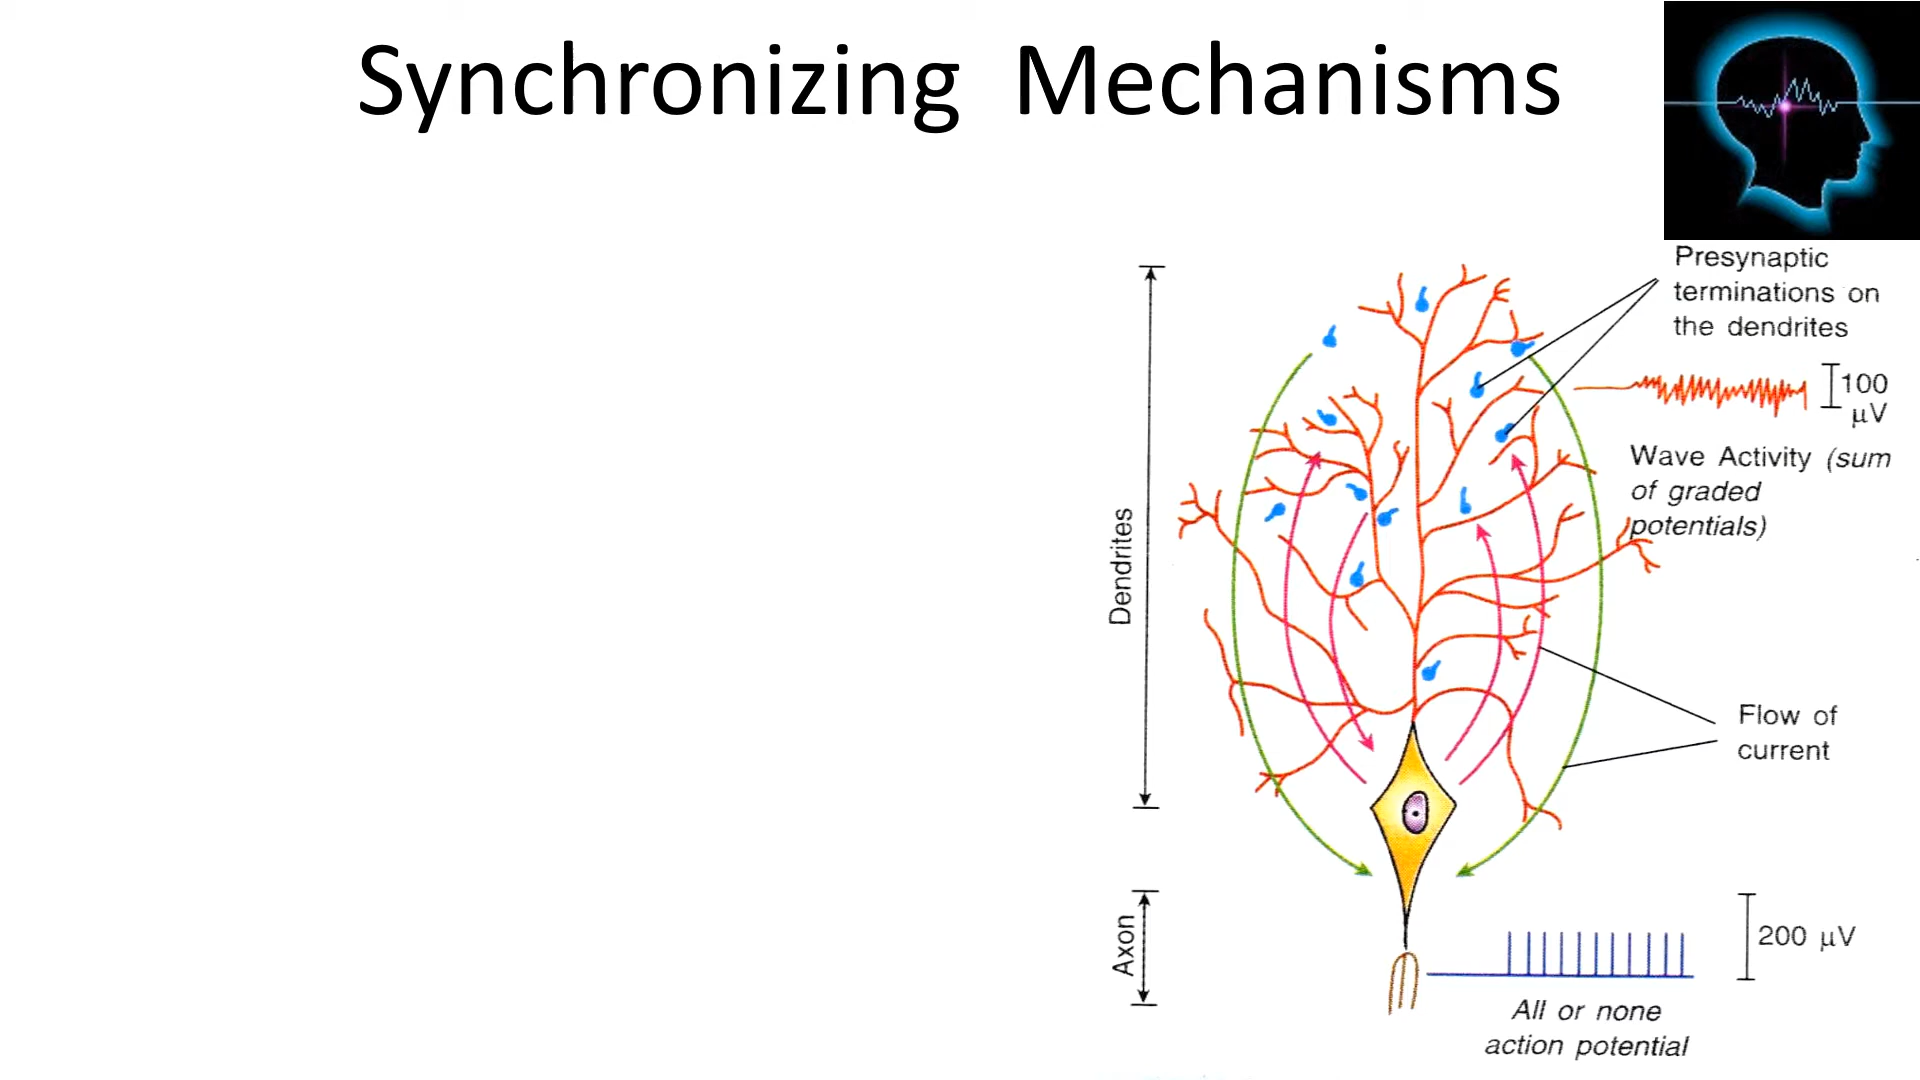 Synchronizing Mechanisms
Presynaptic
terminations on
the dendrites
100
µV
Wave Activity (sum
of graded
potentials)
Dendrites
Flow of
current
Axon
200 µV
All or none
action potential